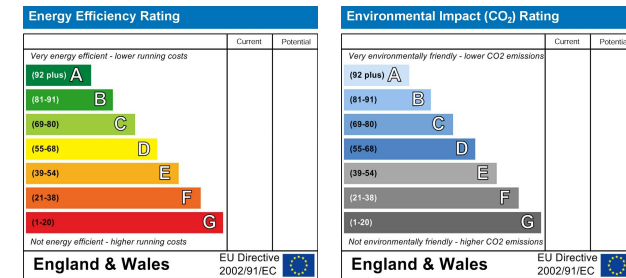 Energy Efficiency Rating
Current Potential
Very energy efficient - lower running costs
(92 plus) A
(81-91) B
(69-80) C
(55-68) D
(39-54) E
(21-38) F
(1-20) G
Not energy efficient - higher running costs
England & Wales
EU Directive
2002/91/EC
Environmental Impact (CO₂) Rating
Current Potential
Very environmentally friendly - lower CO2 emissions
(92 plus) A
(81-91) B
(69-80) C
(55-68) D
(39-54) E
(21-38) F
(1-20) G
Not environmentally friendly - higher CO2 emissions
England & Wales
EU Directive
2002/91/EC